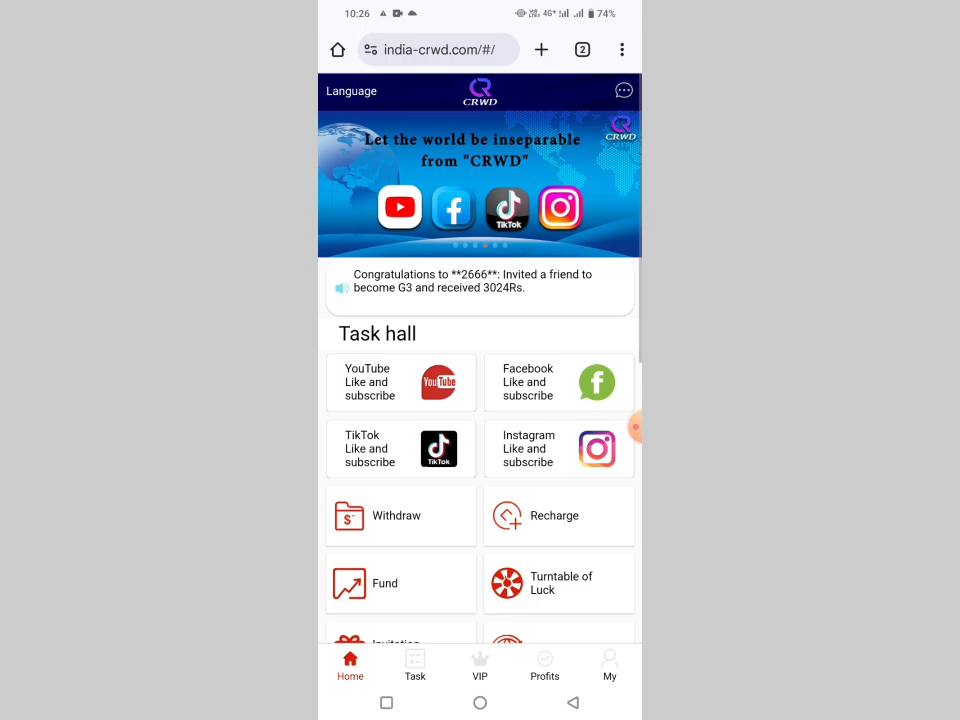 10:26
4G+
74%
india-crwd.com/#/
2
Language
CRWD
CRWD
Let the world be inseparable
from "CRWD"
TikTok
Congratulations to **2666**: Invited a friend to
become G3 and received 3024Rs.
Task hall
YouTube
Like and
subscribe
YouTube
Facebook
Like and
subscribe
TikTok
Like and
subscribe
TikTok
Instagram
Like and
subscribe
Withdraw
Recharge
Fund
Turntable of
Luck
Invitation
Home
Task
VIP
Profits
My